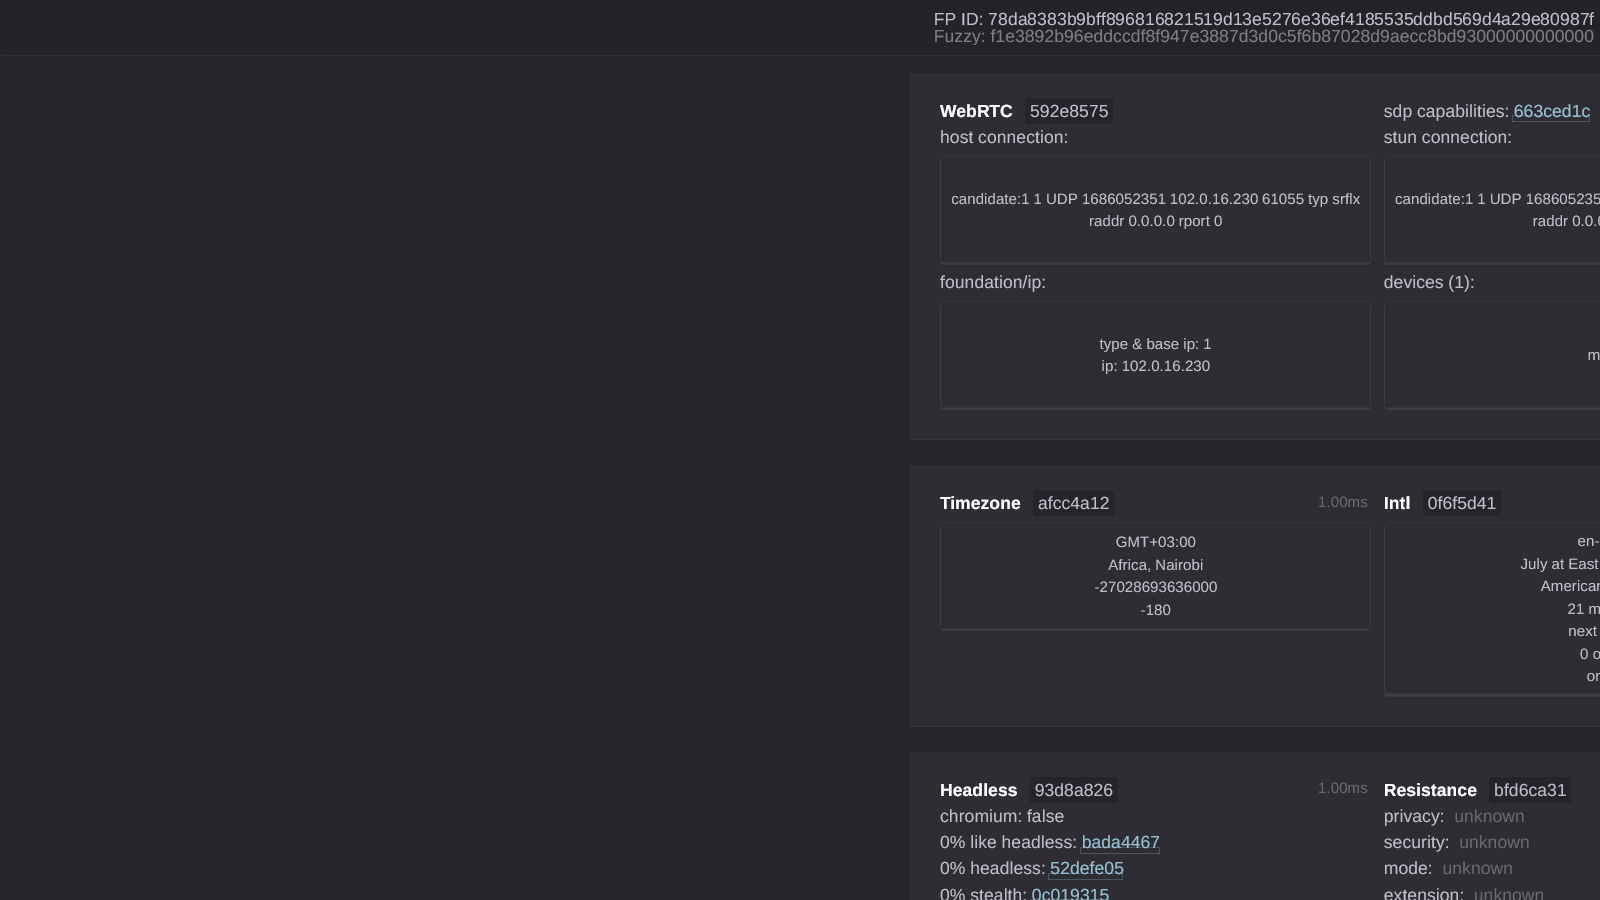 FP ID: 78da8383b9bff896816821519d13e5276e36ef4185535ddbd569d4a29e80987f
Fuzzy: f1e3892b96eddccdf8f947e3887d3d0c5f6b87028d9aecc8bd93000000000000
WebRTC 592e8575
host connection:
candidate:1 1 UDP 1686052351 102.0.16.230 61055 typ srflx
raddr 0.0.0.0 rport 0
foundation/ip:
type & base ip: 1
ip: 102.0.16.230
sdp capabilities: 663ced1c
stun connection:
candidate:1 1 UDP 168605235
raddr 0.0.0
devices (1):
m
Timezone afcc4a12 1.00ms
GMT+03:00
Africa, Nairobi
-27028693636000
-180
Intl 0f6f5d41
en-
July at East
American
21 m
next
0 o
or
Headless 93d8a826 1.00ms
chromium: false
0% like headless: bada4467
0% headless: 52defe05
0% stealth: 0c019315
Resistance bfd6ca31
privacy: unknown
security: unknown
mode: unknown
extension: unknown